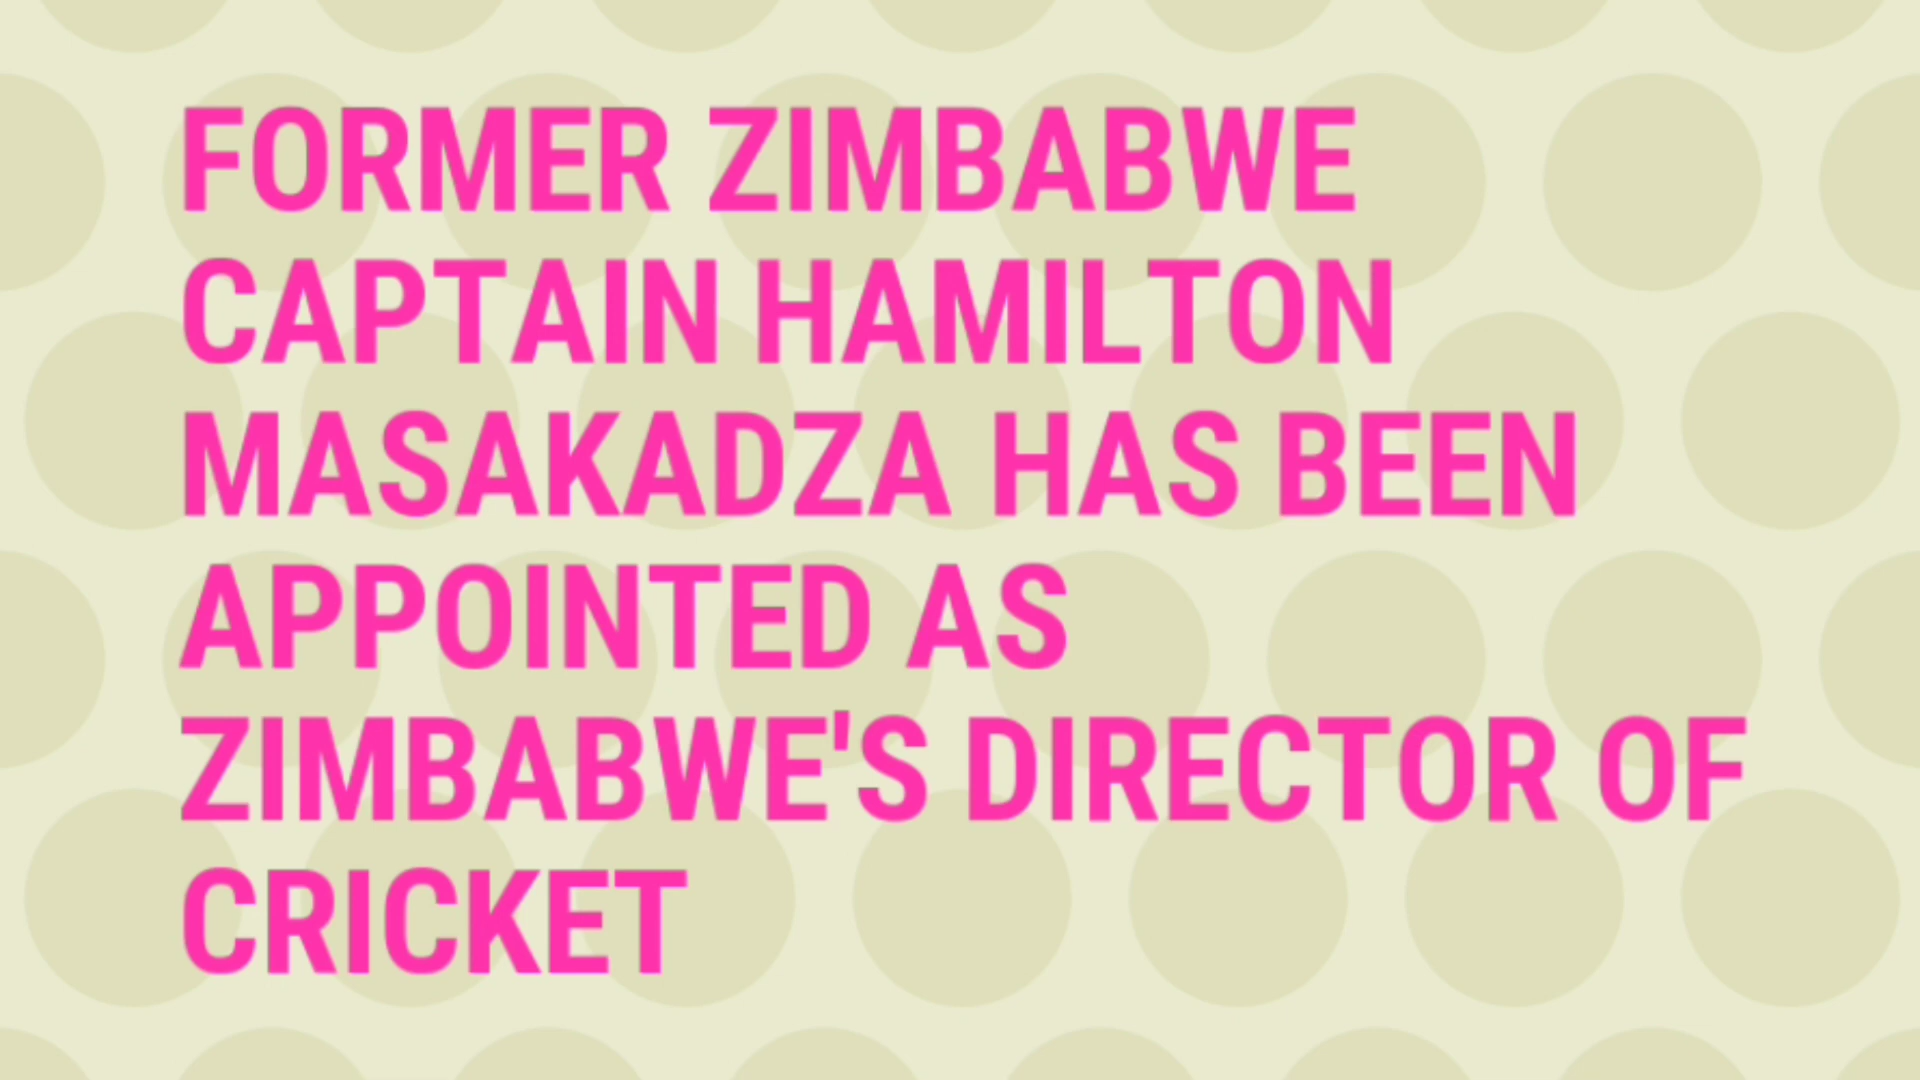 FORMER ZIMBABWE
CAPTAIN HAMILTON
MASAKADZA HAS BEEN
APPOINTED AS
ZIMBABWE'S DIRECTOR OF
CRICKET